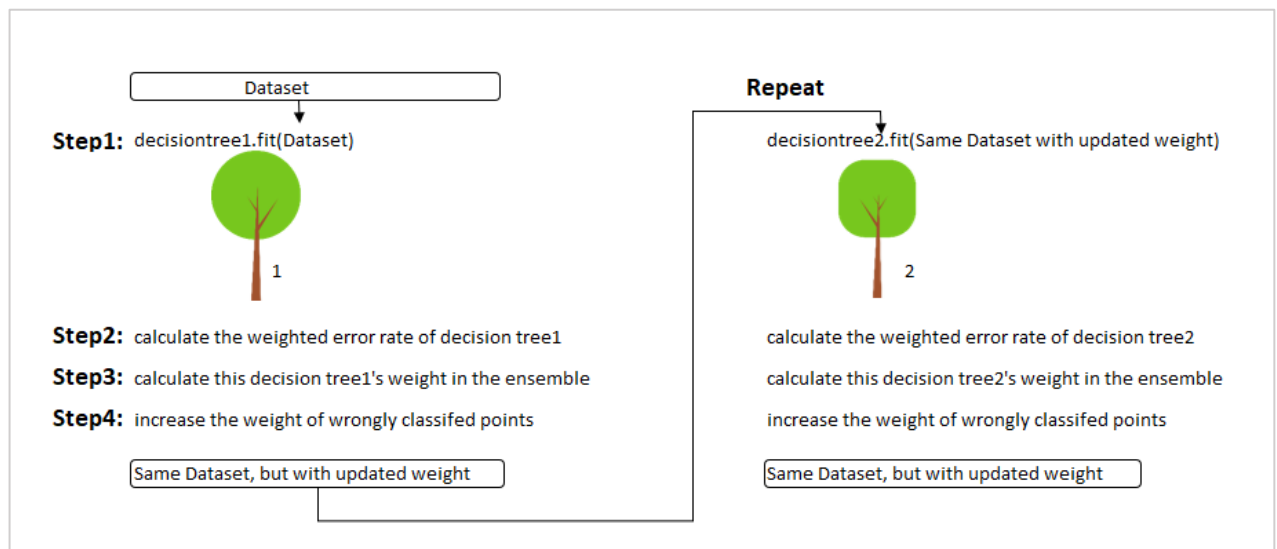 Dataset
Repeat
Step1: decisiontree1.fit(Dataset)
decisiontree2.fit(Same Dataset with updated weight)
1
2
Step2: calculate the weighted error rate of decision tree1
calculate the weighted error rate of decision tree2
Step3: calculate this decision tree1's weight in the ensemble
calculate this decision tree2's weight in the ensemble
Step4: increase the weight of wrongly classifed points
increase the weight of wrongly classifed points
Same Dataset, but with updated weight
Same Dataset, but with updated weight